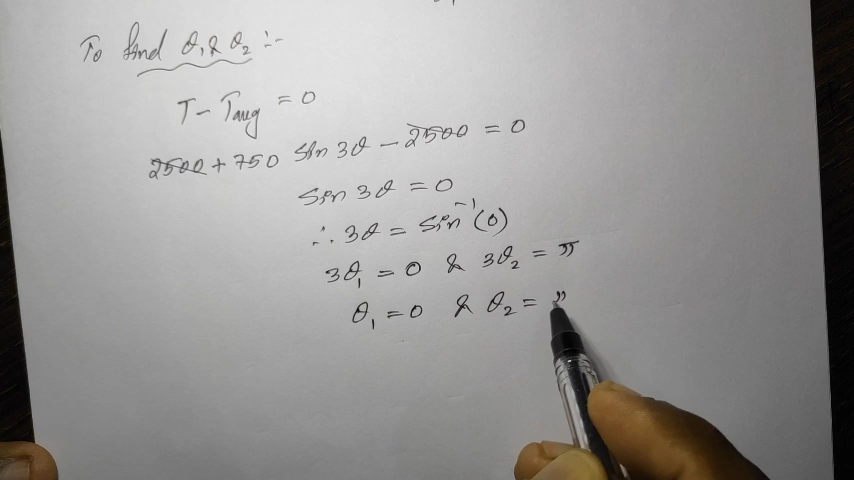 To find θ₁ & θ₂ :-
T - Tavg = 0
2500 + 750 sin 3θ - 2500 = 0
sin 3θ = 0
∴ 3θ = sin⁻¹(0)
3θ₁ = 0 & 3θ₂ = π
θ₁ = 0 & θ₂ =